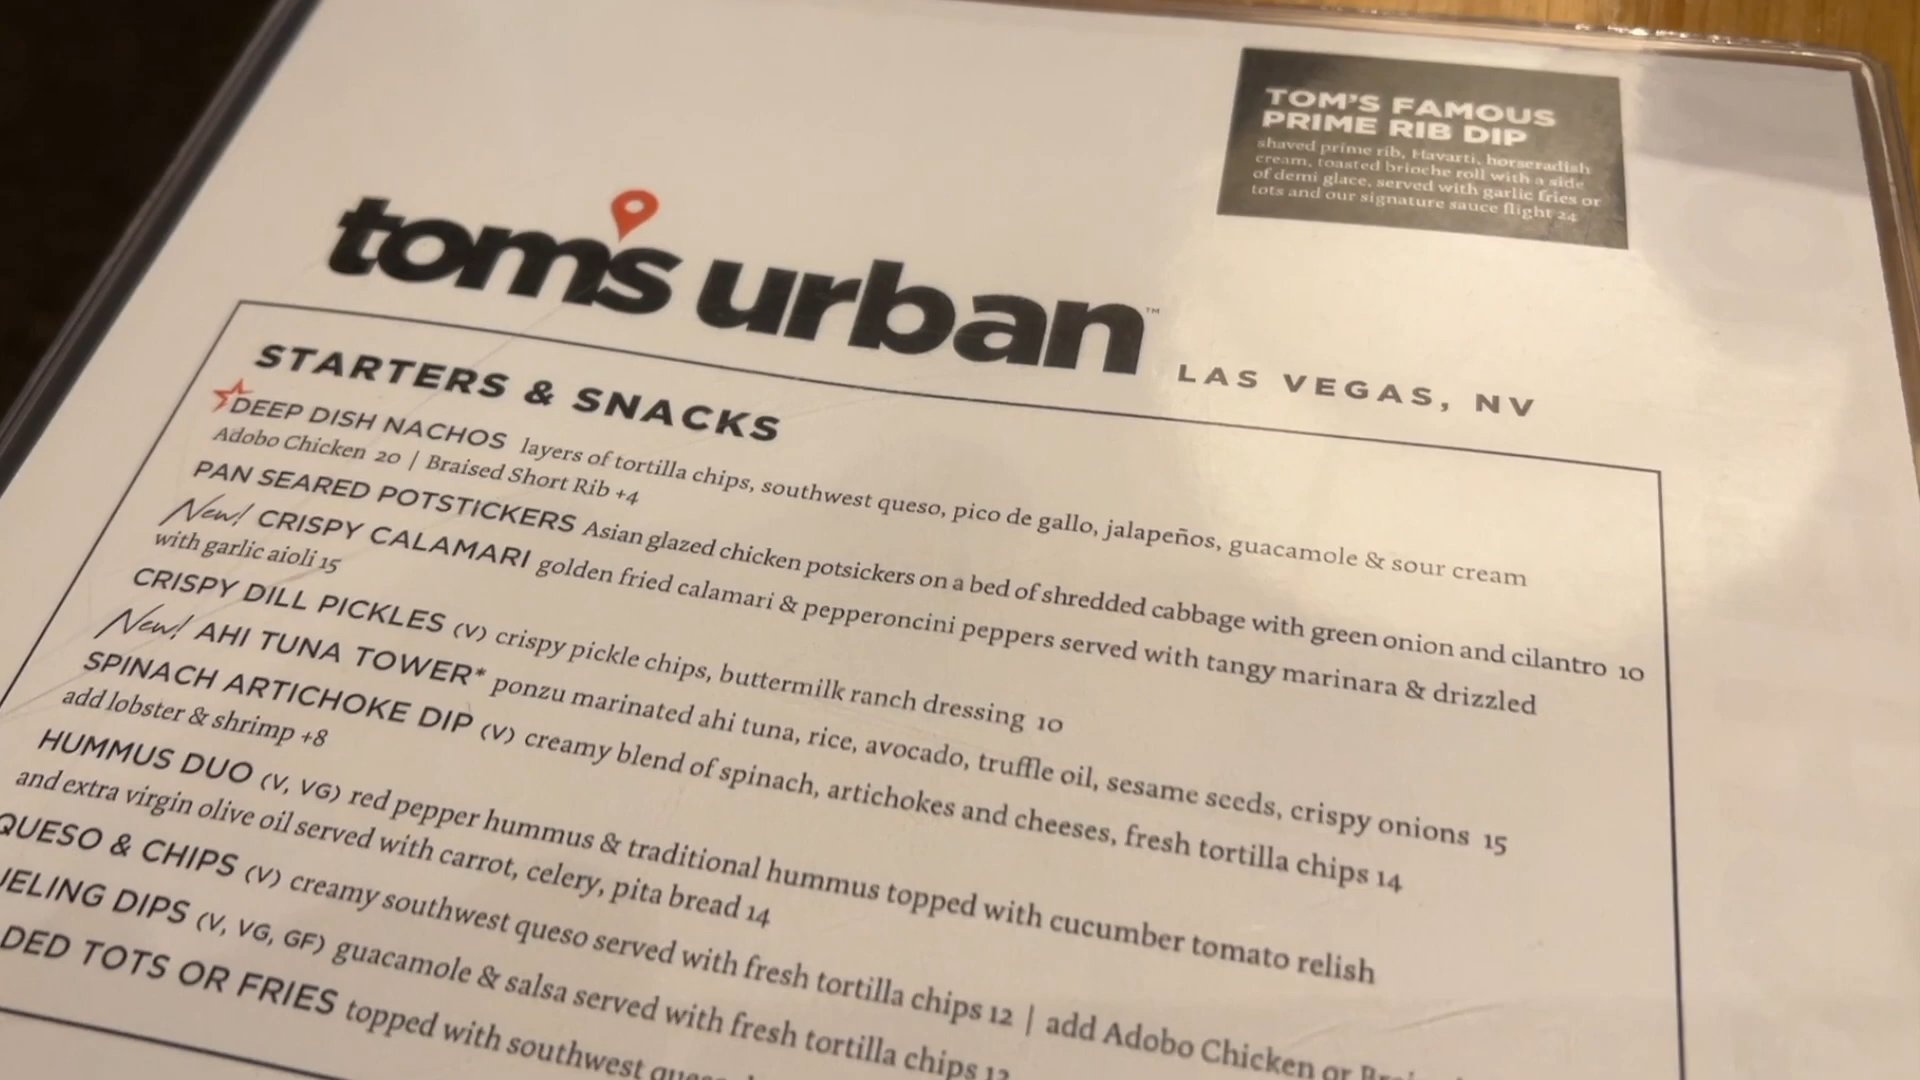 TOM'S FAMOUS
PRIME RIB DIP
shaved prime rib, Havarti, horseradish
cream, toasted brioche roll with a side
of demi glace, served with garlic fries or
tots and our signature sauce flight 24
tom's urban™ LAS VEGAS, NV
STARTERS & SNACKS
DEEP DISH NACHOS layers of tortilla chips, southwest queso, pico de gallo, jalapeños, guacamole & sour cream
Adobo Chicken 20 | Braised Short Rib +4
PAN SEARED POTSTICKERS Asian glazed chicken potsickers on a bed of shredded cabbage with green onion and cilantro 10
New! CRISPY CALAMARI golden fried calamari & pepperoncini peppers served with tangy marinara & drizzled
with garlic aioli 15
CRISPY DILL PICKLES (V) crispy pickle chips, buttermilk ranch dressing 10
New! AHI TUNA TOWER* ponzu marinated ahi tuna, rice, avocado, truffle oil, sesame seeds, crispy onions 15
SPINACH ARTICHOKE DIP (V) creamy blend of spinach, artichokes and cheeses, fresh tortilla chips 14
add lobster & shrimp +8
HUMMUS DUO (V, VG) red pepper hummus & traditional hummus topped with cucumber tomato relish
and extra virgin olive oil served with carrot, celery, pita bread 14
QUESO & CHIPS (V) creamy southwest queso served with fresh tortilla chips 12 | add Adobo Chicken or
UELING DIPS (V, VG, GF) guacamole & salsa served with fresh tortilla chips 12
DED TOTS OR FRIES topped with southwest